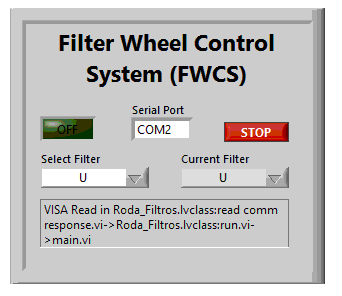 Filter Wheel Control
System (FWCS)
Serial Port
OFF
COM2
STOP
Select Filter
Current Filter
U
U
VISA Read in Roda_Filtros.lvclass:read comm
response.vi->Roda_Filtros.lvclass:run.vi-
>main.vi